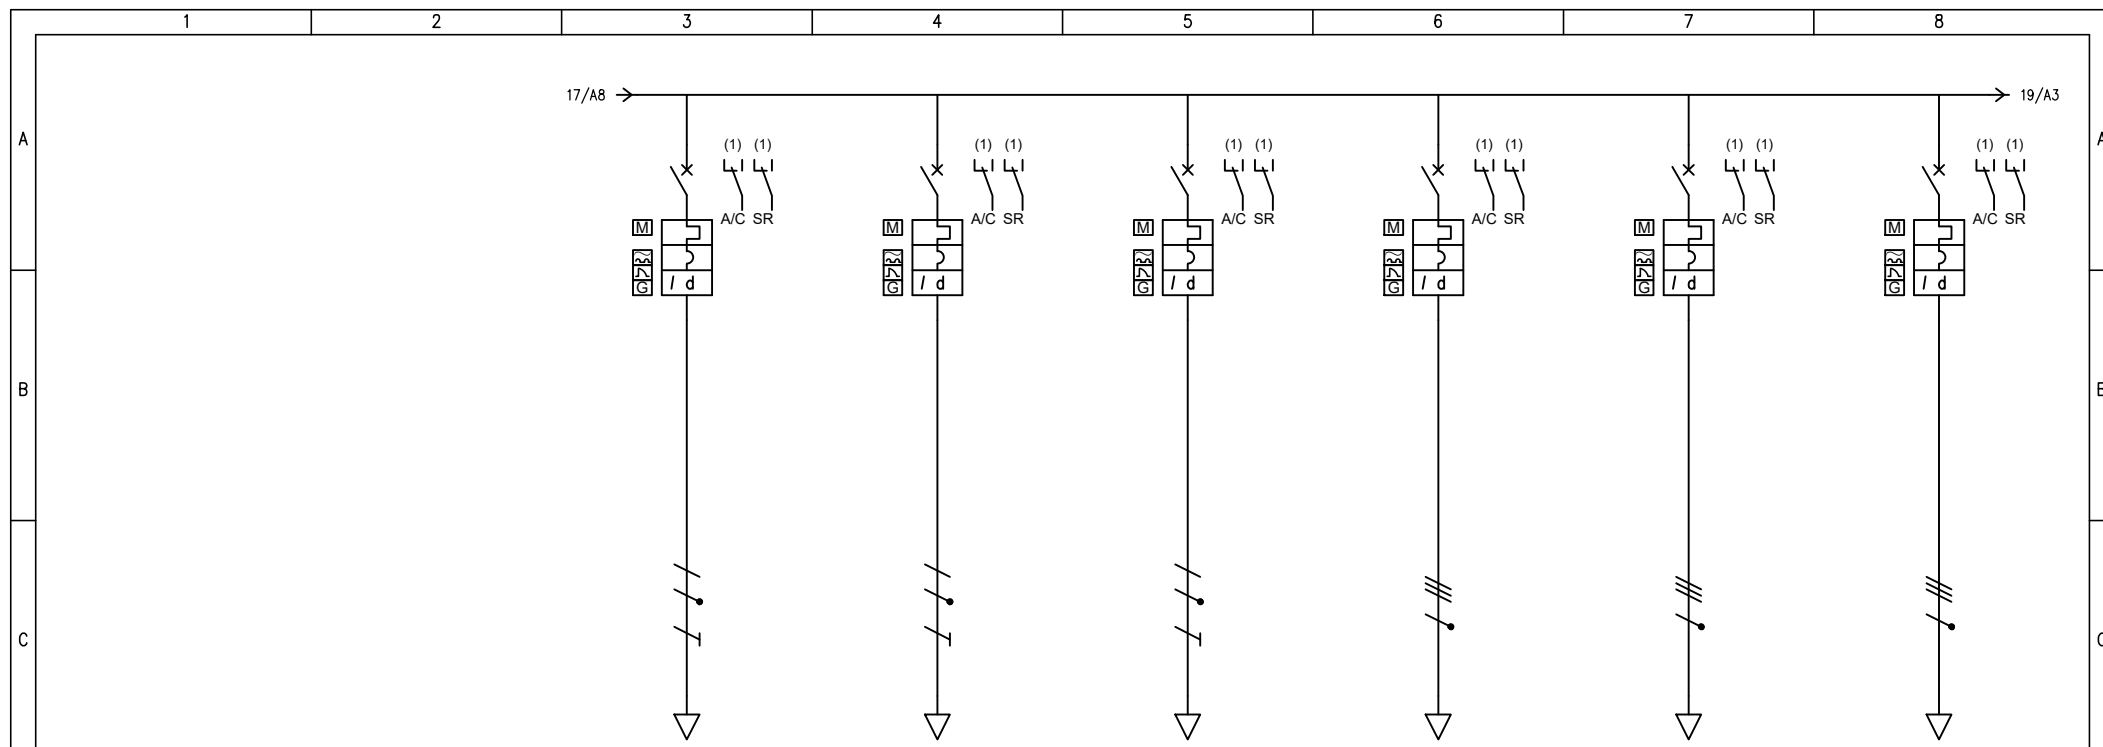 1 2 3 4 5 6 7 8
17/A8 19/A3
A A
(1) (1) (1) (1) (1) (1) (1) (1) (1) (1) (1) (1)
A/C SR A/C SR A/C SR A/C SR A/C SR A/C SR
M M M M M M
I d I d I d I d I d I d
G G G G G G
B
C